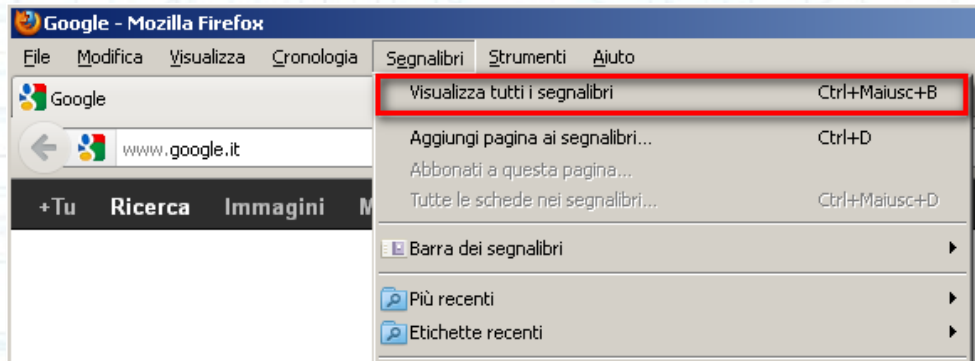 Google - Mozilla Firefox
File Modifica Visualizza Cronologia Segnalibri Strumenti Aiuto
Google
Visualizza tutti i segnalibri Ctrl+Maiusc+B
www.google.it
Aggiungi pagina ai segnalibri... Ctrl+D
Abbonati a questa pagina...
+Tu Ricerca Immagini M
Tutte le schede nei segnalibri... Ctrl+Maiusc+D
Barra dei segnalibri
Più recenti
Etichette recenti